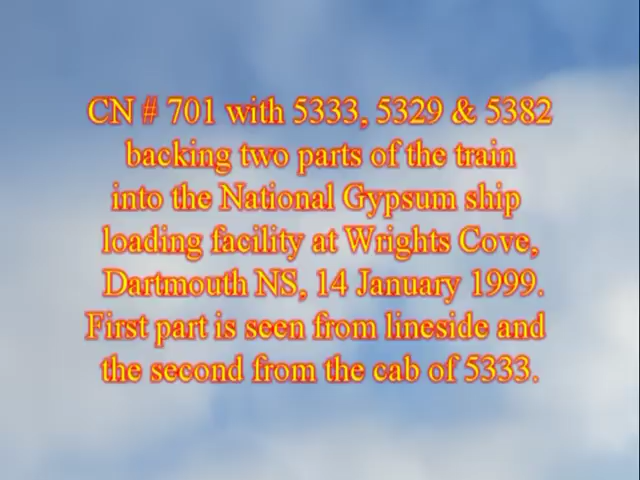 CN # 701 with 5333, 5329 & 5382
backing two parts of the train
into the National Gypsum ship
loading facility at Wrights Cove,
Dartmouth NS, 14 January 1999.
First part is seen from lineside and
the second from the cab of 5333.